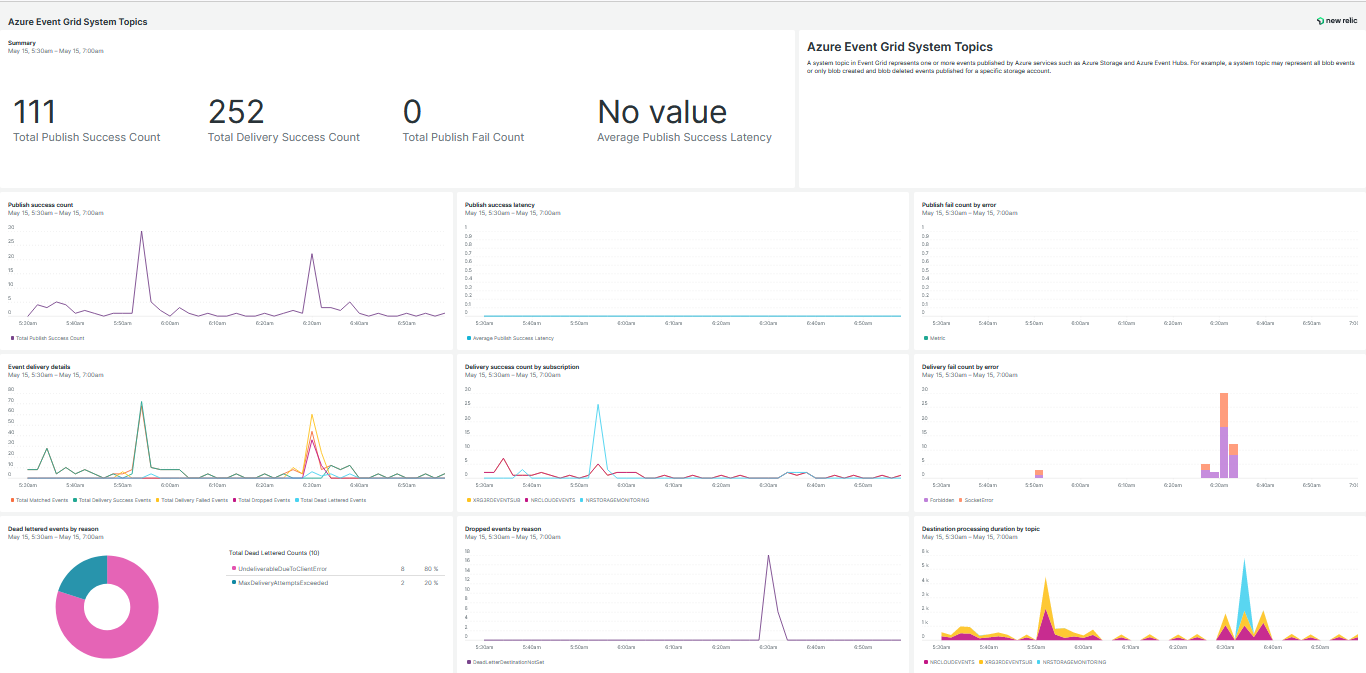 Azure Event Grid System Topics
new relic
Summary
May 15, 5:30am – May 15, 7:00am
111
Total Publish Success Count
252
Total Delivery Success Count
0
Total Publish Fail Count
No value
Average Publish Success Latency
Azure Event Grid System Topics
A system topic in Event Grid represents one or more events published by Azure services such as Azure Storage and Azure Event Hubs. For example, a system topic may represent all blob events
or only blob created and blob deleted events published for a specific storage account.
Publish success count
May 15, 5:30am – May 15, 7:00am
30
25
20
15
10
5
0
5:30am 5:40am 5:50am 6:00am 6:10am 6:20am 6:30am 6:40am 6:50am
Total Publish Success Count
Publish success latency
May 15, 5:30am – May 15, 7:00am
1
0.9
0.8
0.7
0.6
0.5
0.4
0.3
0.2
0.1
0
5:30am 5:40am 5:50am 6:00am 6:10am 6:20am 6:30am 6:40am 6:50am
Average Publish Success Latency
Publish fail count by error
May 15, 5:30am – May 15, 7:00am
1
0.9
0.8
0.7
0.6
0.5
0.4
0.3
0.2
0.1
0
5:30am 5:40am 5:50am 6:00am 6:10am 6:20am 6:30am 6:40am 6:50am 7:0
Metric
Event delivery details
May 15, 5:30am – May 15, 7:00am
80
70
60
50
40
30
20
10
0
5:30am 5:40am 5:50am 6:00am 6:10am 6:20am 6:30am 6:40am 6:50am
Total Matched Events Total Delivery Success Events Total Delivery Failed Events Total Dropped Events Total Dead Lettered Events
Delivery success count by subscription
May 15, 5:30am – May 15, 7:00am
30
25
20
15
10
5
0
5:30am 5:40am 5:50am 6:00am 6:10am 6:20am 6:30am 6:40am 6:50am
NRCLOUDEVENTS NRSTORAGEMONITORING
Delivery fail count by error
May 15, 5:30am – May 15, 7:00am
30
25
20
15
10
5
0
5:30am 5:40am 5:50am 6:00am 6:10am 6:20am 6:30am 6:40am 6:50am 7:0
Forbidden SocketError
Dead lettered events by reason
May 15, 5:30am – May 15, 7:00am
Total Dead Lettered Counts (10)
UndeliverableDueToClientError 8 80 %
MaxDeliveryAttemptsExceeded 2 20 %
Dropped events by reason
May 15, 5:30am – May 15, 7:00am
18
16
14
12
10
8
6
4
2
0
5:30am 5:40am 5:50am 6:00am 6:10am 6:20am 6:30am 6:40am 6:50am
DeadLetterDestinationNotSet
Destination processing duration by topic
May 15, 5:30am – May 15, 7:00am
6 k
5 k
4 k
3 k
2 k
1 k
0
5:30am 5:40am 5:50am 6:00am 6:10am 6:20am 6:30am 6:40am 6:50am
NRCLOUDEVENTS NRSTORAGEMONITORING